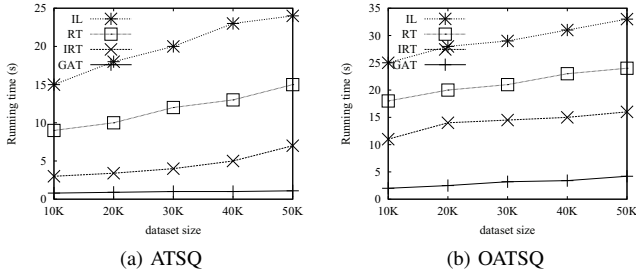 25
20
15
10
5
0
Running time (s)
IL
RT
IRT
GAT
10K 20K 30K 40K 50K
dataset size
(a) ATSQ
35
30
25
20
15
10
5
0
Running time (s)
IL
RT
IRT
GAT
10K 20K 30K 40K 50K
dataset size
(b) OATSQ